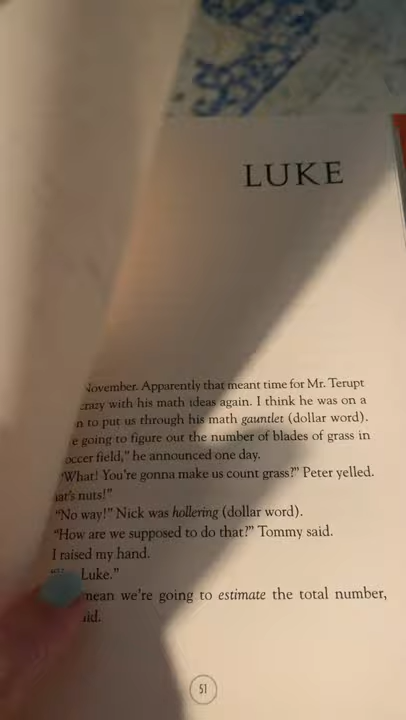 LUKE
November. Apparently that meant time for Mr. Terupt
crazy with his math ideas again. I think he was on a
to put us through his math gauntlet (dollar word).
going to figure out the number of blades of grass in
occer field," he announced one day.
"What! You're gonna make us count grass?" Peter yelled.
at's nuts!"
"No way!" Nick was hollering (dollar word).
"How are we supposed to do that?" Tommy said.
I raised my hand.
Luke."
mean we're going to estimate the total number,
aid.
51